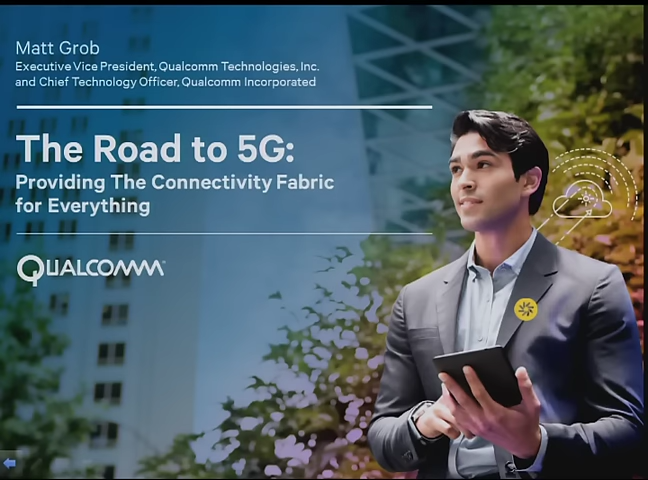 Matt Grob
Executive Vice President, Qualcomm Technologies, Inc.
and Chief Technology Officer, Qualcomm Incorporated
The Road to 5G:
Providing The Connectivity Fabric
for Everything
QUALCOMM